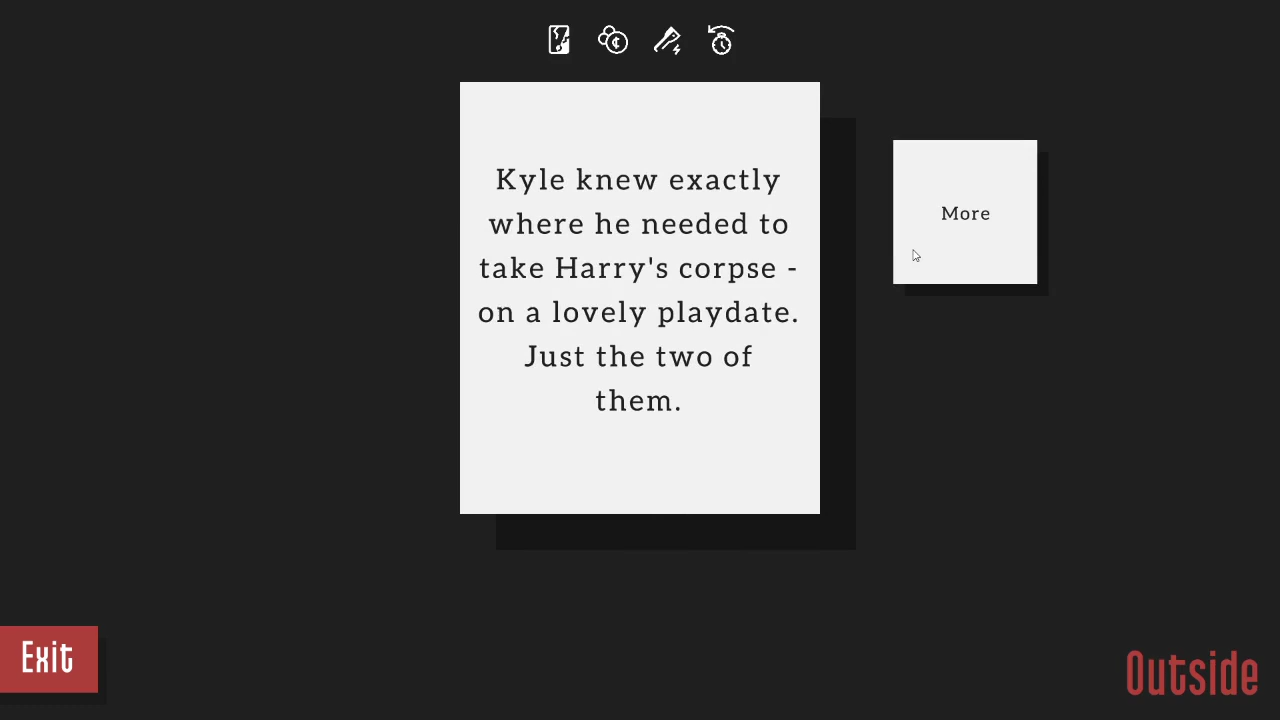 Kyle knew exactly
where he needed to
take Harry's corpse -
on a lovely playdate.
Just the two of
them.
More
Exit
Outside